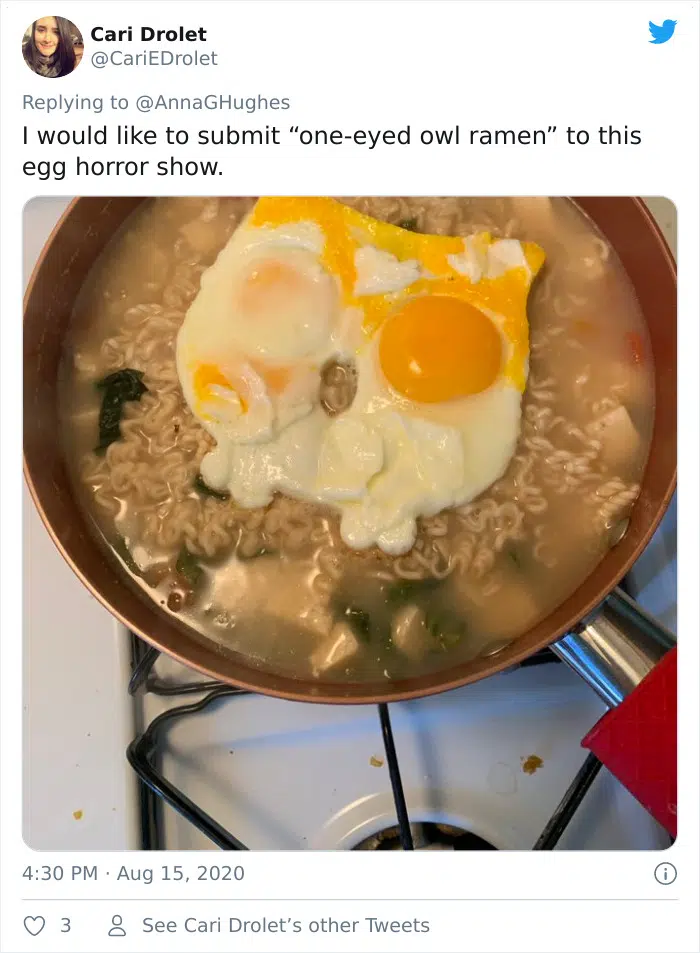 Cari Drolet
@CariEDrolet
Replying to @AnnaGHughes
I would like to submit “one-eyed owl ramen” to this
egg horror show.
4:30 PM · Aug 15, 2020
3
See Cari Drolet’s other Tweets